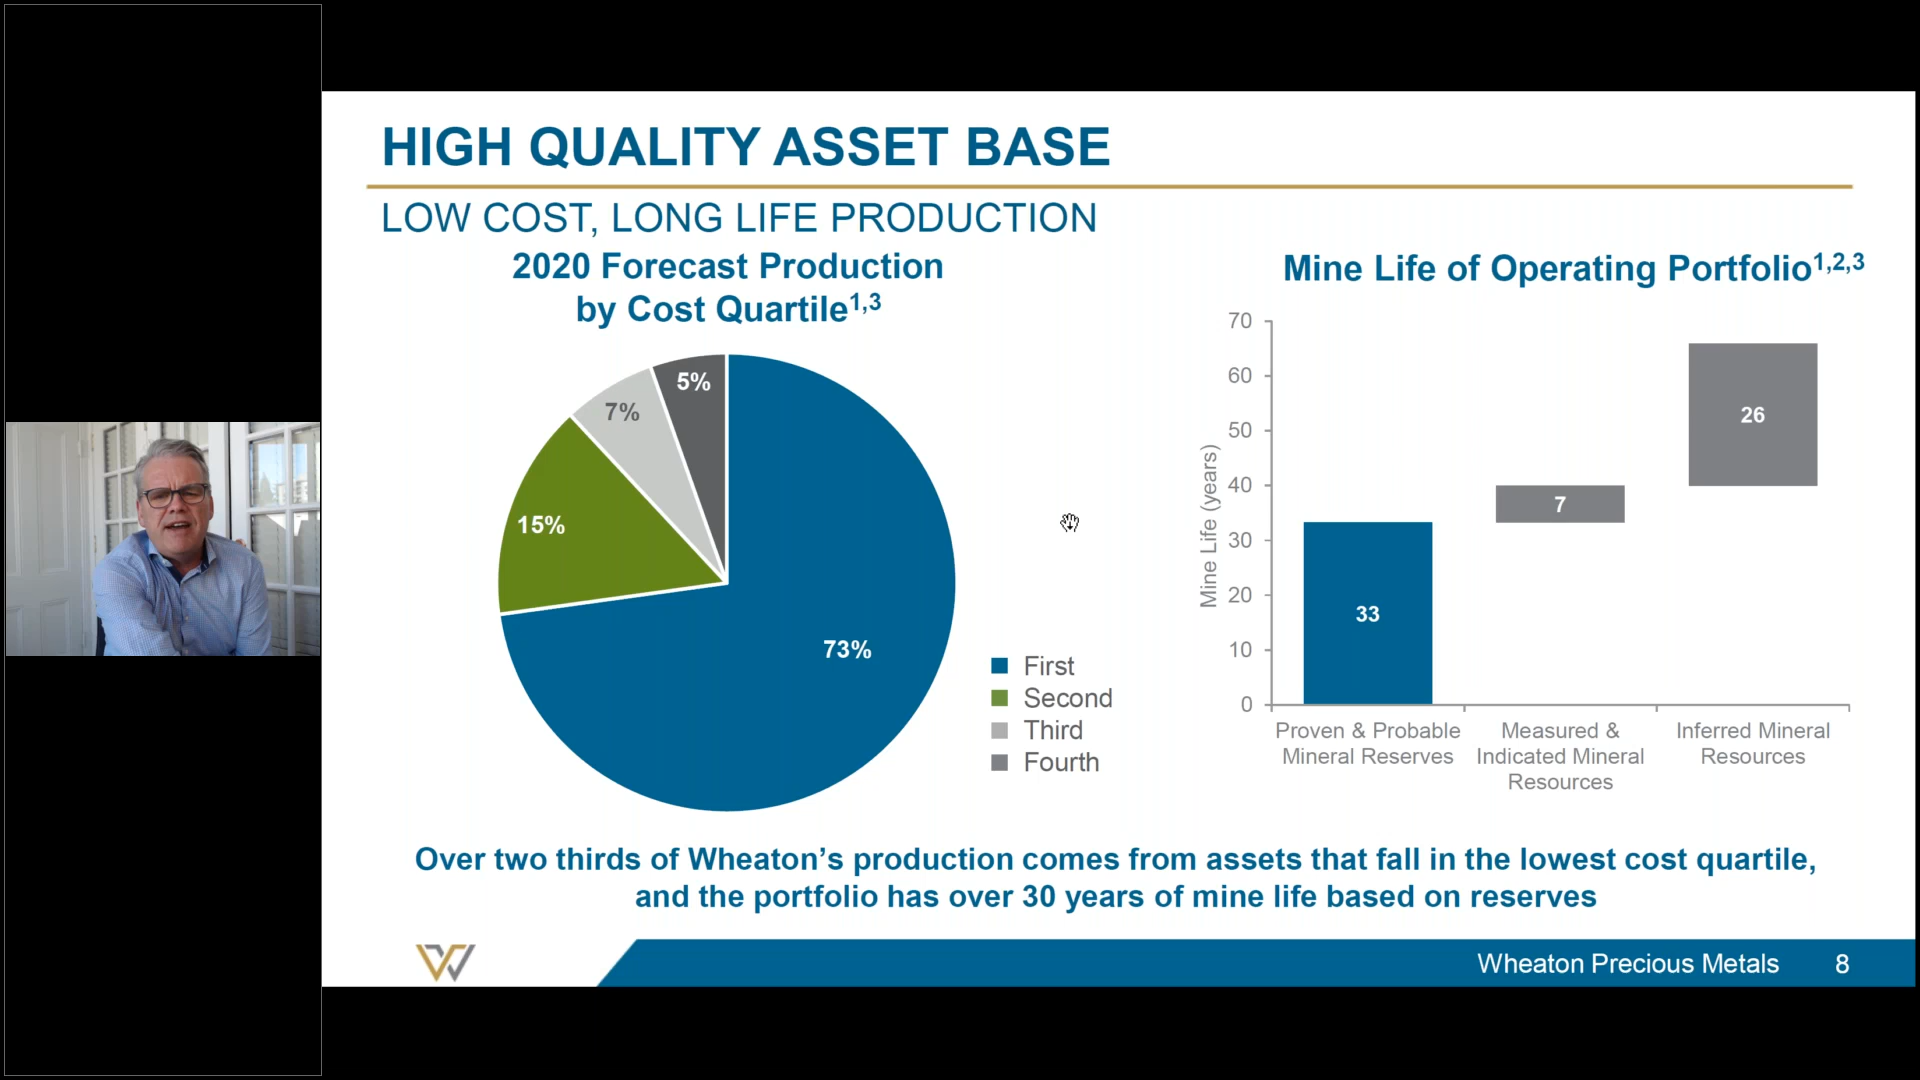 HIGH QUALITY ASSET BASE
LOW COST, LONG LIFE PRODUCTION
2020 Forecast Production
by Cost Quartile1,3
5%
7%
15%
73%
First
Second
Third
Fourth
Mine Life of Operating Portfolio1,2,3
Mine Life (years)
70
60
50
40
30
20
10
0
33
7
26
Proven & Probable
Mineral Reserves
Measured &
Indicated Mineral
Resources
Inferred Mineral
Resources
Over two thirds of Wheaton’s production comes from assets that fall in the lowest cost quartile,
and the portfolio has over 30 years of mine life based on reserves
Wheaton Precious Metals 8